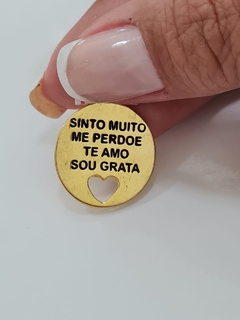 SINTO MUITO
ME PERDOE
TE AMO
SOU GRATA